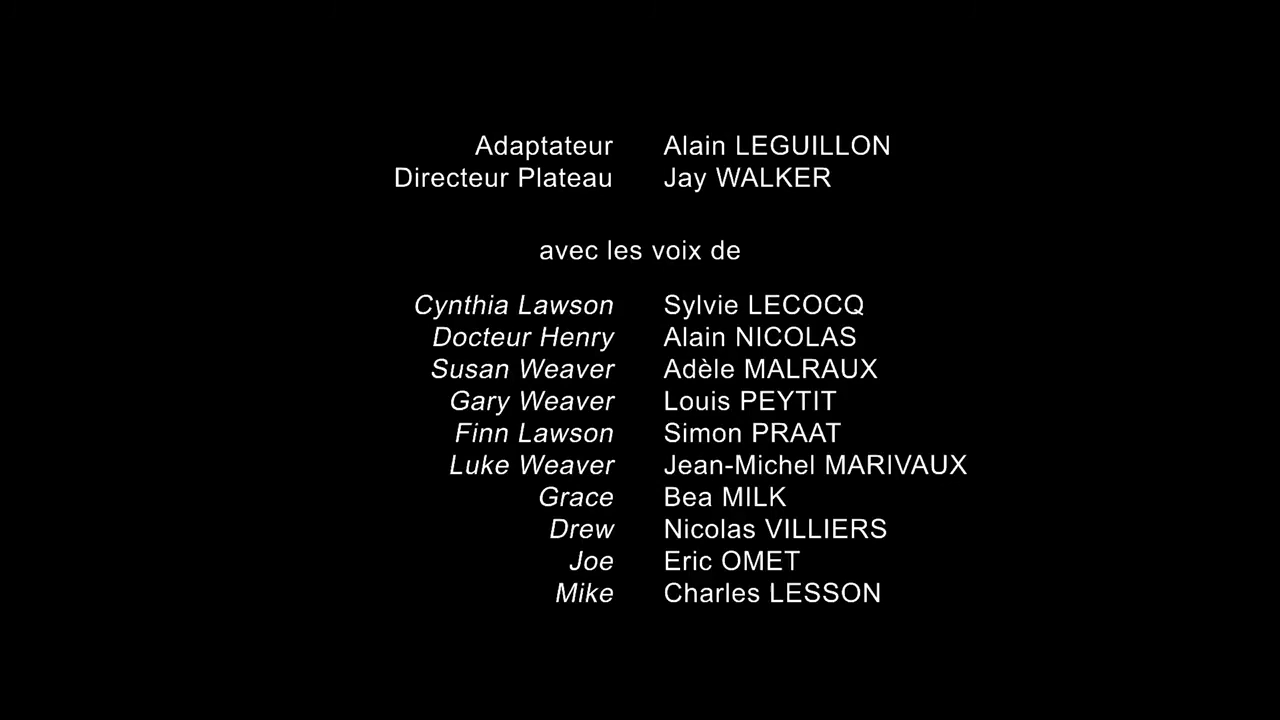 Adaptateur Alain LEGUILLON
Directeur Plateau Jay WALKER
avec les voix de
Cynthia Lawson Sylvie LECOCQ
Docteur Henry Alain NICOLAS
Susan Weaver Adèle MALRAUX
Gary Weaver Louis PEYTIT
Finn Lawson Simon PRAAT
Luke Weaver Jean-Michel MARIVAUX
Grace Bea MILK
Drew Nicolas VILLIERS
Joe Eric OMET
Mike Charles LESSON